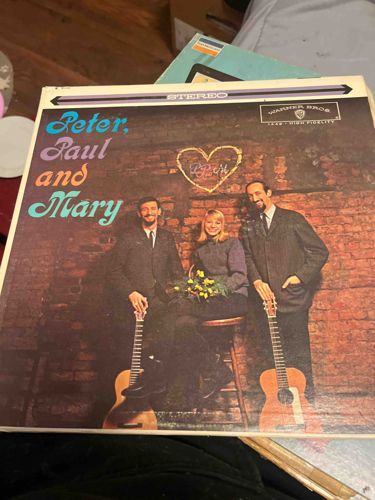 STEREO
WARNER BROS.
1449 • HIGH FIDELITY
Peter,
Paul
and
Mary
P.P.&M